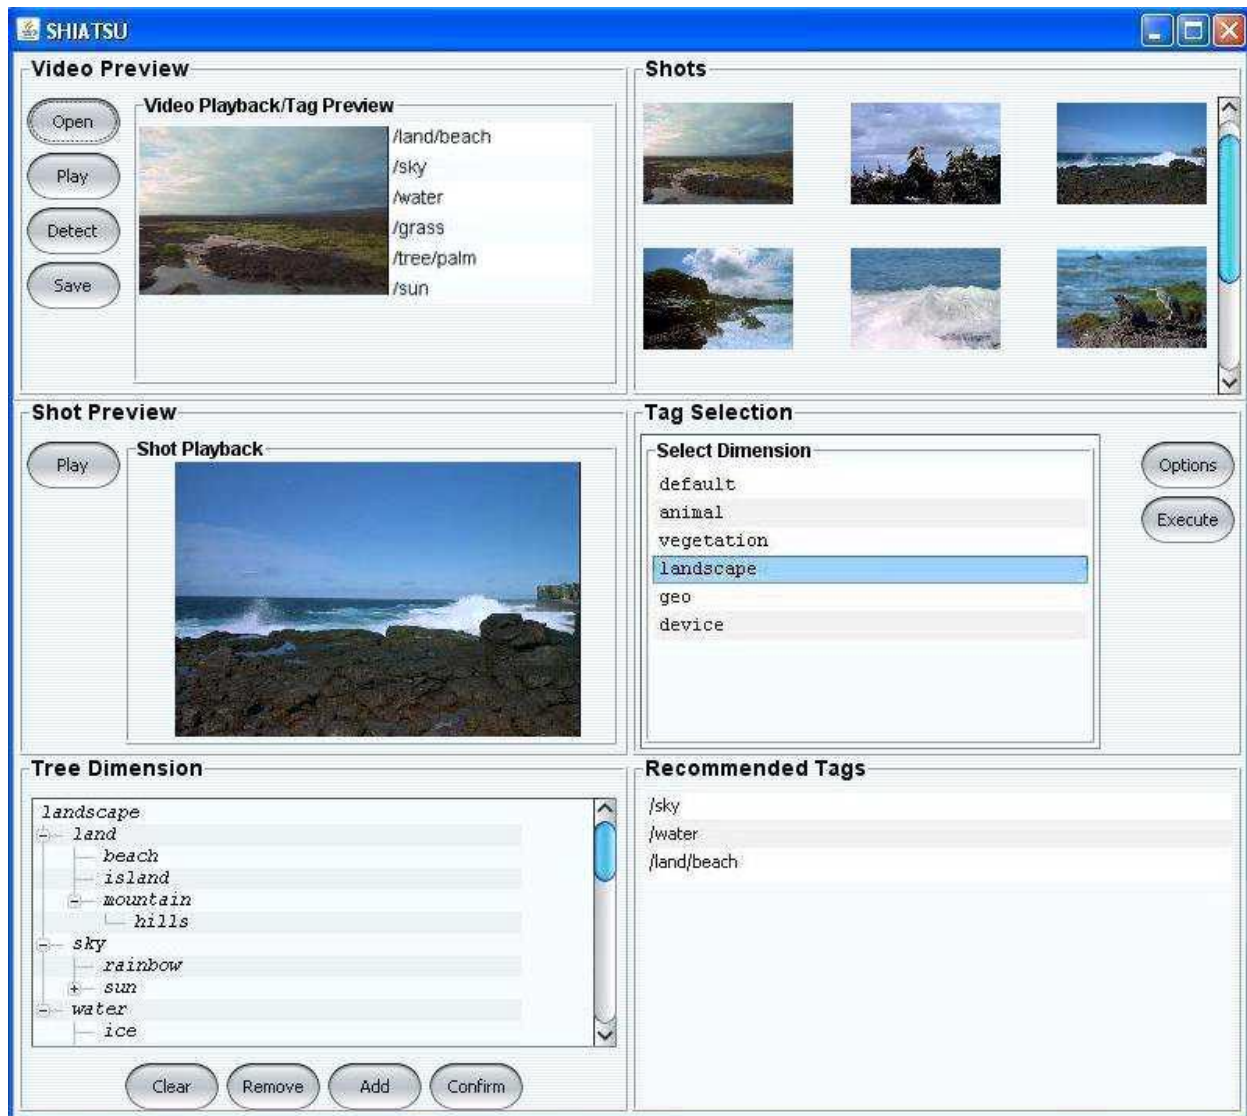 SHIATSU
Video Preview
Open
Play
Detect
Save
Video Playback/Tag Preview
/land/beach
/sky
/water
/grass
/tree/palm
/sun
Shots
Shot Preview
Play
Shot Playback
Tag Selection
Select Dimension
default
animal
vegetation
landscape
geo
device
Options
Execute
Tree Dimension
landscape
land
beach
island
mountain
hills
sky
rainbow
sun
water
ice
Clear Remove Add Confirm
Recommended Tags
/sky
/water
/land/beach